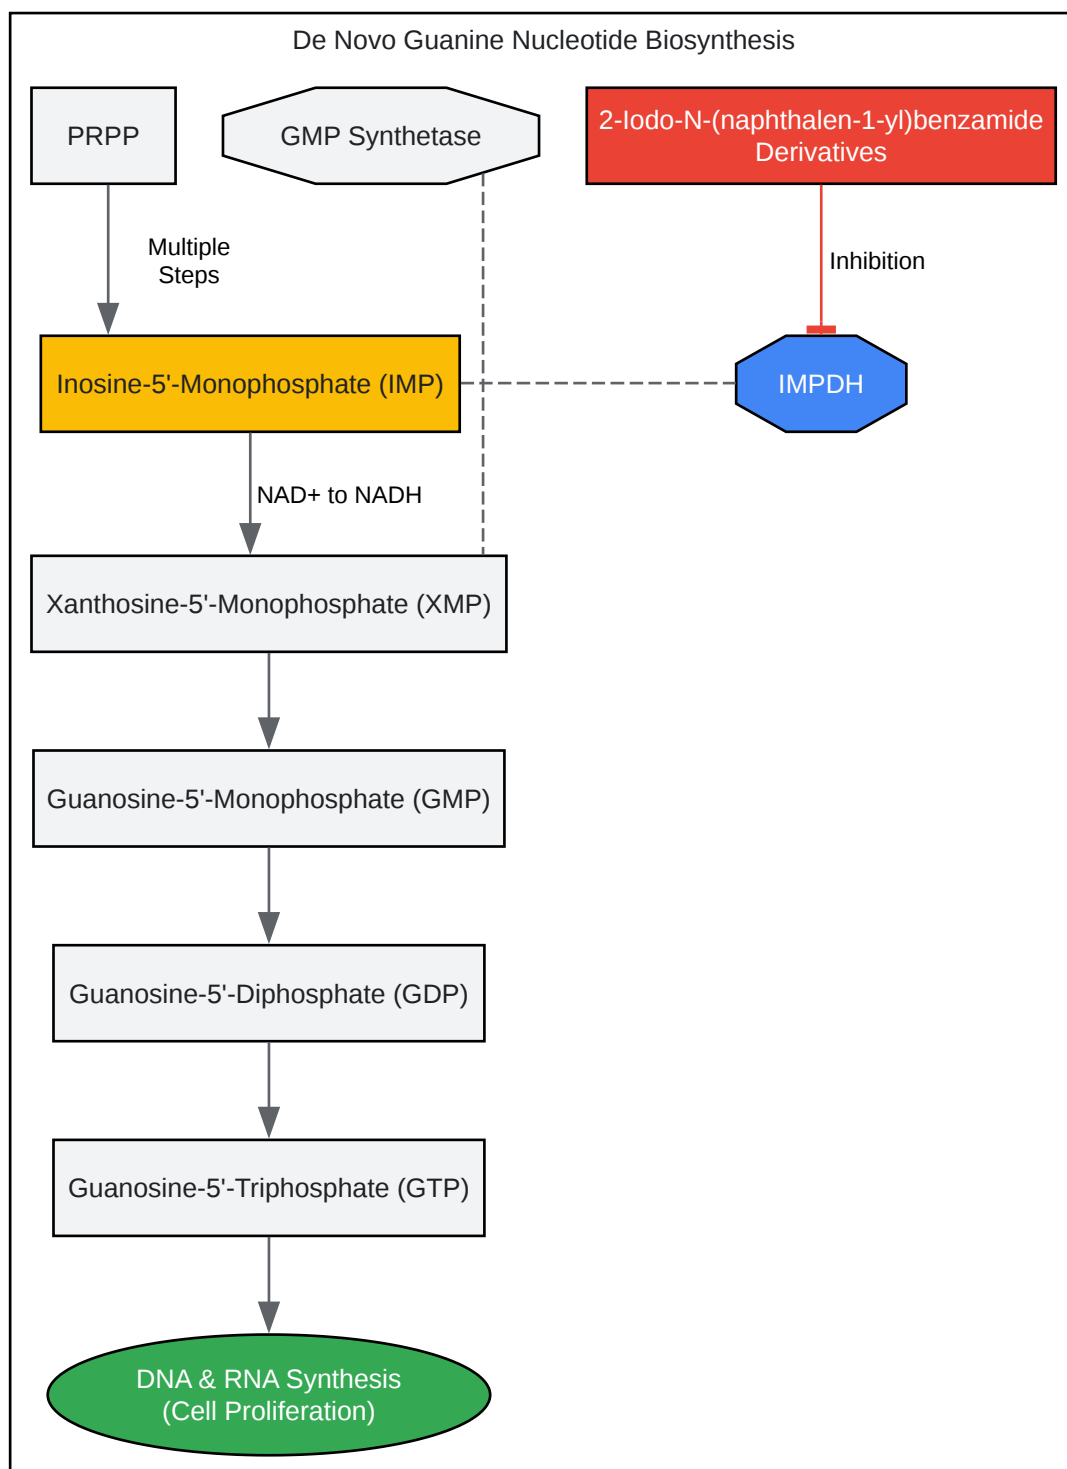 De Novo Guanine Nucleotide Biosynthesis
PRPP
GMP Synthetase
2-Iodo-N-(naphthalen-1-yl)benzamide
Derivatives
Multiple
Steps
Inhibition
Inosine-5'-Monophosphate (IMP)
IMPDH
NAD+ to NADH
Xanthosine-5'-Monophosphate (XMP)
Guanosine-5'-Monophosphate (GMP)
Guanosine-5'-Diphosphate (GDP)
Guanosine-5'-Triphosphate (GTP)
DNA & RNA Synthesis
(Cell Proliferation)